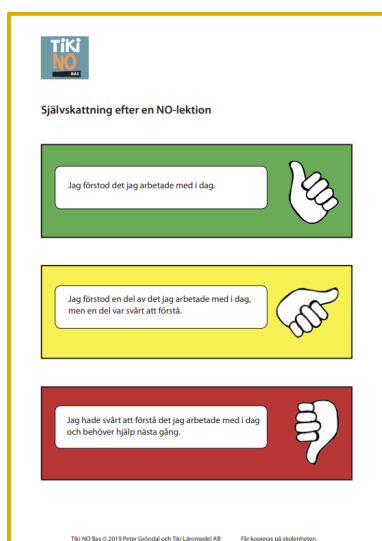 TiKi
NO
BAS
Självskattning efter en NO-lektion
Jag förstod det jag arbetade med i dag.
Jag förstod en del av det jag arbetade med i dag,
men en del var svårt att förstå.
Jag hade svårt att förstå det jag arbetade med i dag
och behöver hjälp nästa gång.
Tiki NO Bas © 2019 Peter Gröndal och Tiki Läromedel AB Får kopieras på skolenheten.